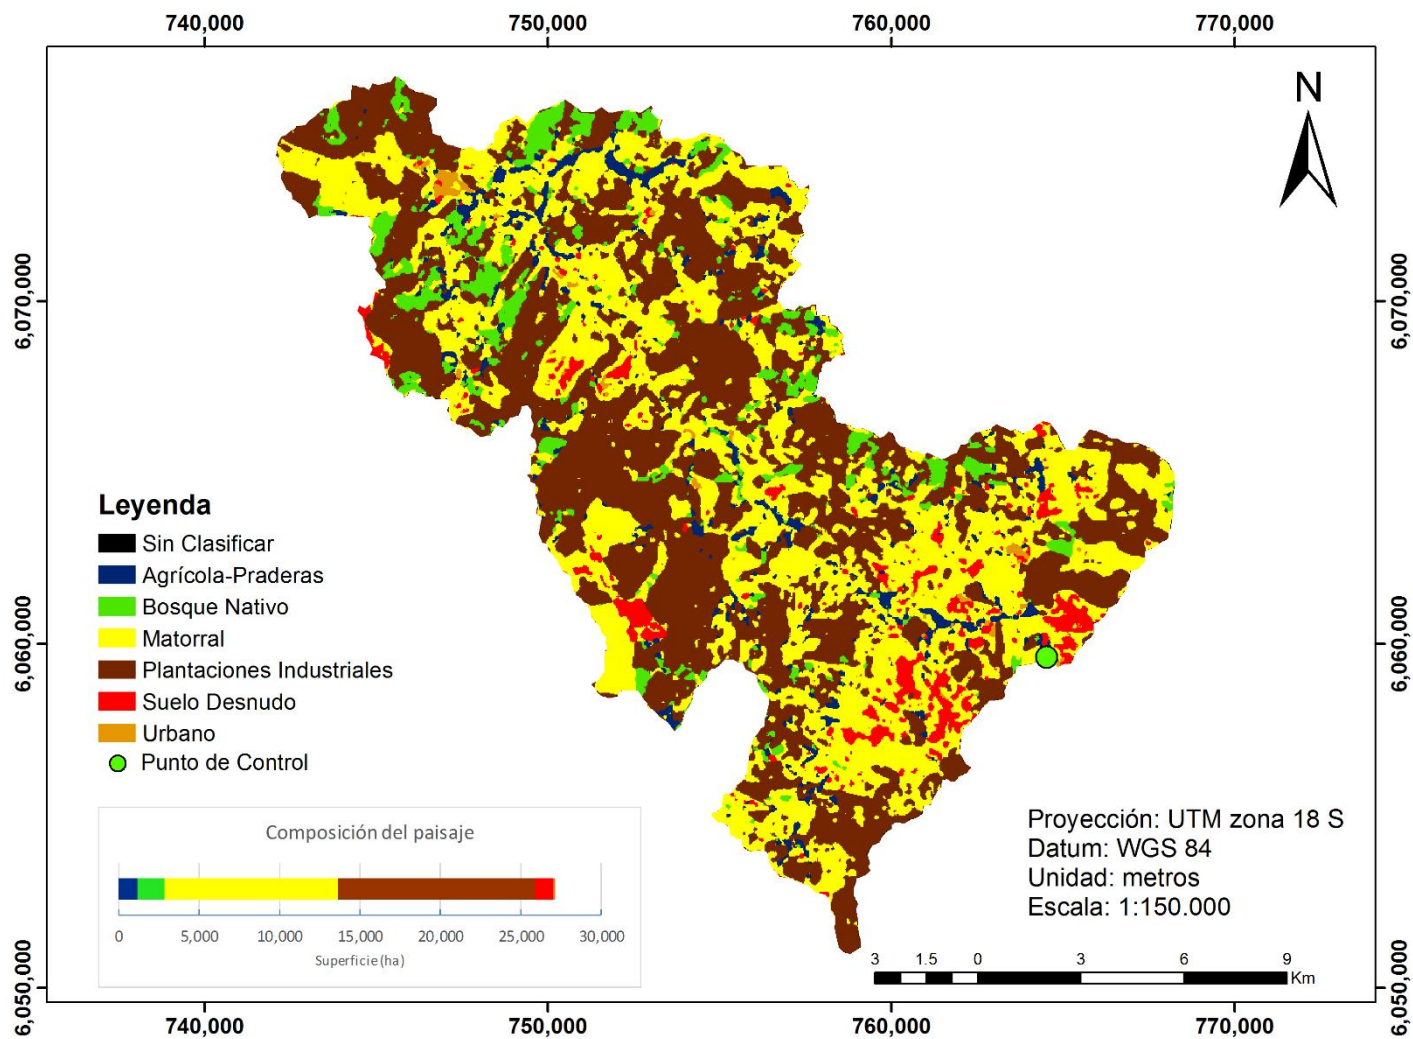 740,000 750,000 760,000 770,000
N
6,070,000 6,070,000
Leyenda
Sin Clasificar
Agrícola-Praderas
Bosque Nativo
Matorral
Plantaciones Industriales
Suelo Desnudo
Urbano
Punto de Control
6,060,000 6,060,000
Composición del paisaje
0 5,000 10,000 15,000 20,000 25,000 30,000
Superficie (ha)
Proyección: UTM zona 18 S
Datum: WGS 84
Unidad: metros
Escala: 1:150.000
3 1.5 0 3 6 9
Km
6,050,000 6,050,000
740,000 750,000 760,000 770,000